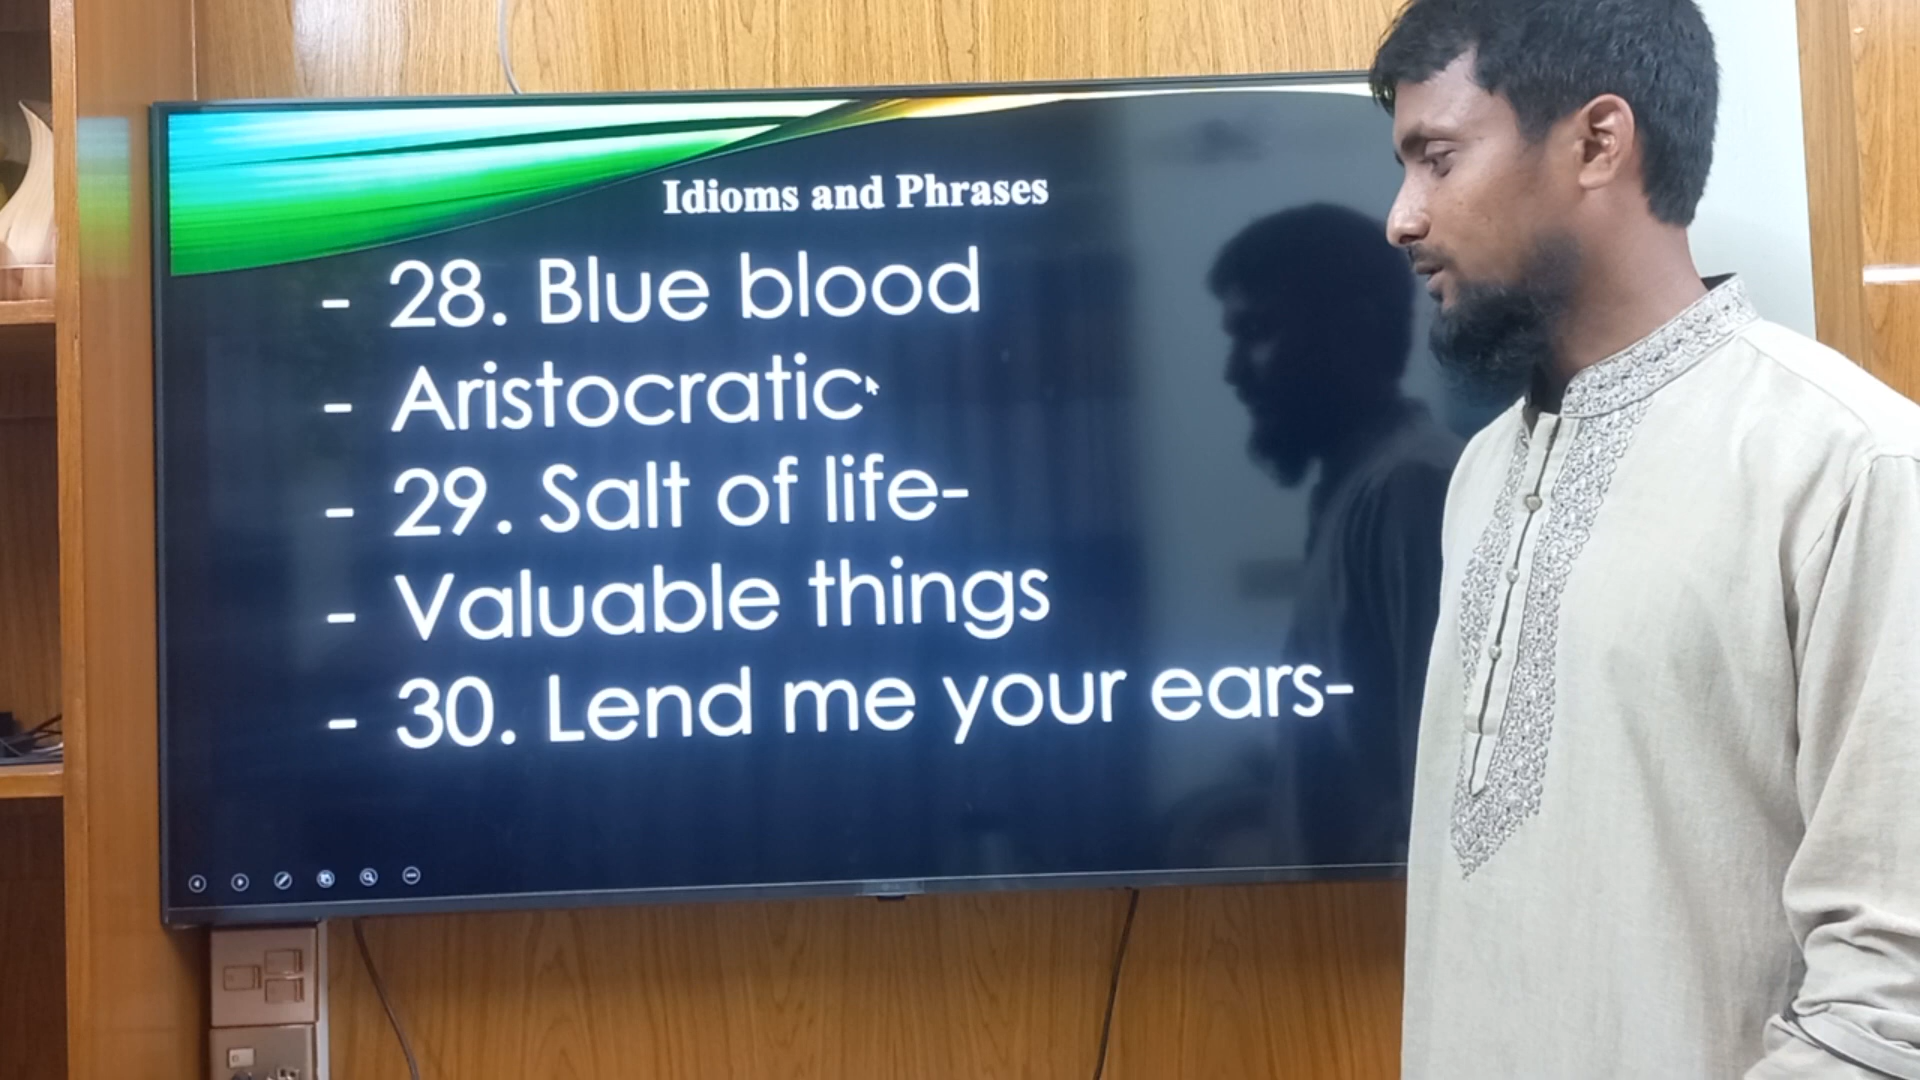 Idioms and Phrases
- 28. Blue blood
- Aristocratic
- 29. Salt of life-
- Valuable things
- 30. Lend me your ears-